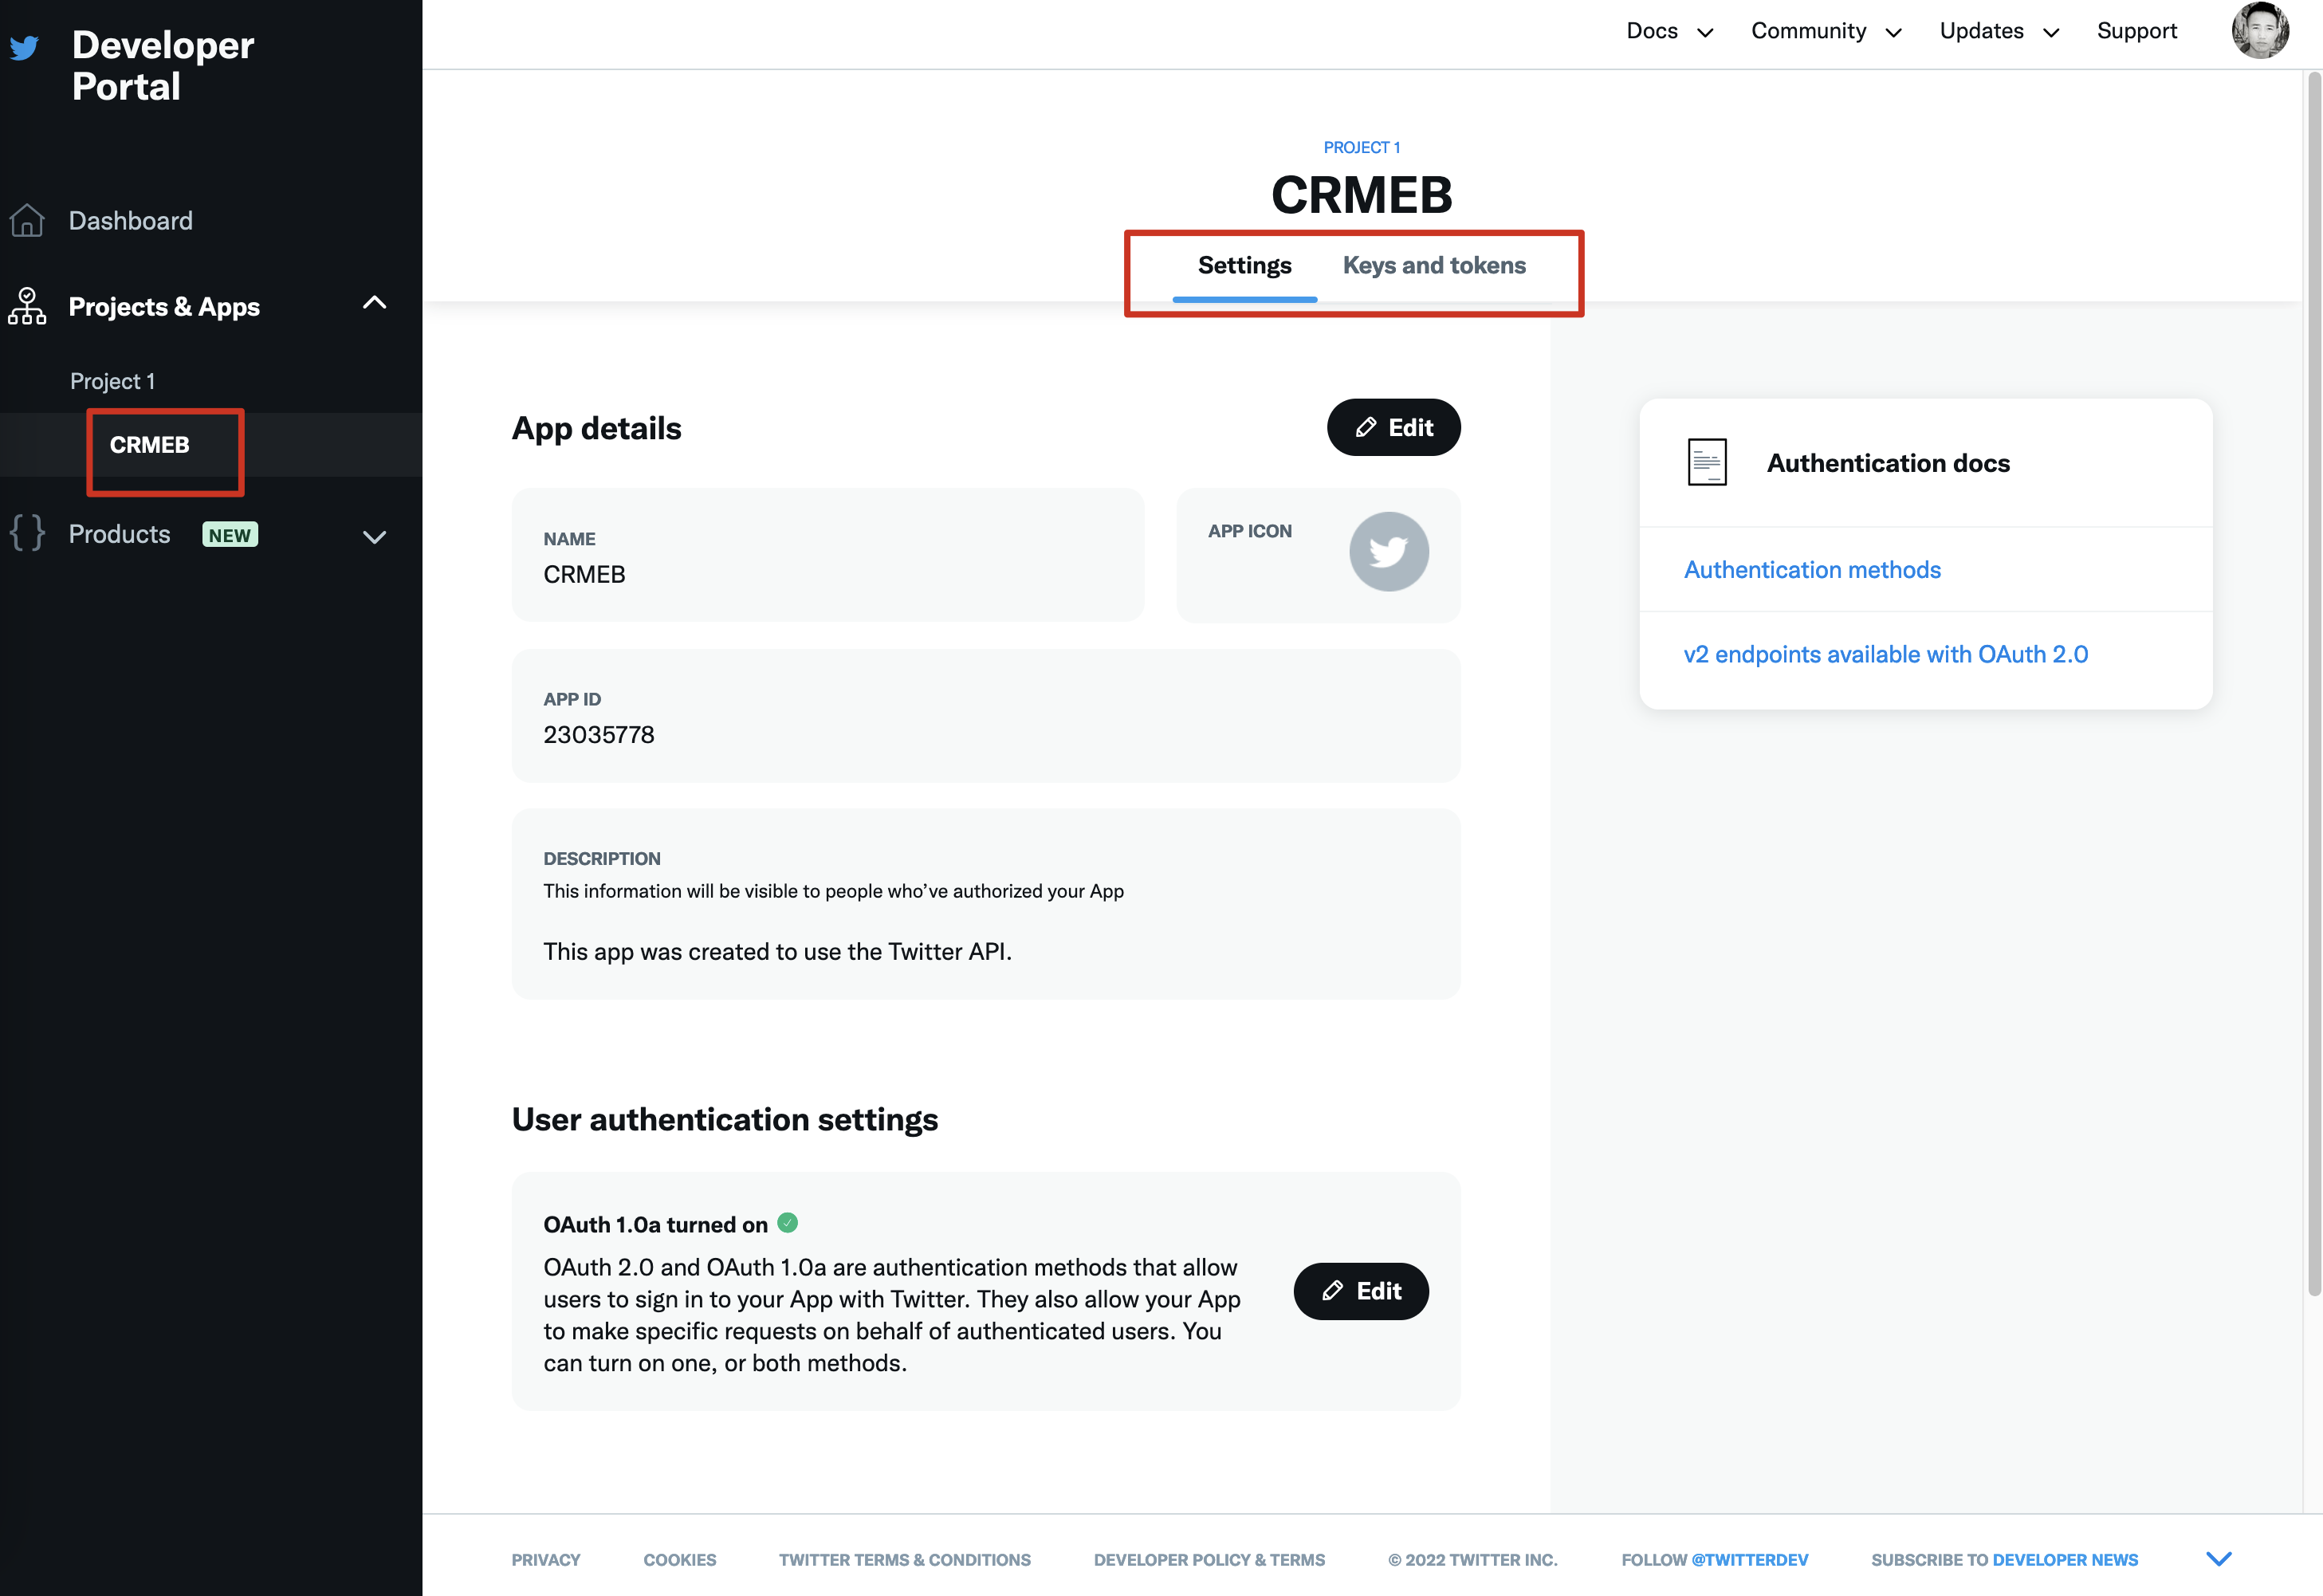 Developer
Portal
Docs
Community
Updates
Support
Dashboard
Projects & Apps
Project 1
CRMEB
Products
NEW
PROJECT 1
CRMEB
Settings
Keys and tokens
App details
Edit
NAME
CRMEB
APP ICON
APP ID
23035778
DESCRIPTION
This information will be visible to people who’ve authorized your App
This app was created to use the Twitter API.
User authentication settings
OAuth 1.0a turned on
OAuth 2.0 and OAuth 1.0a are authentication methods that allow
users to sign in to your App with Twitter. They also allow your App
to make specific requests on behalf of authenticated users. You
can turn on one, or both methods.
Edit
Authentication docs
Authentication methods
v2 endpoints available with OAuth 2.0
PRIVACY
COOKIES
TWITTER TERMS & CONDITIONS
DEVELOPER POLICY & TERMS
© 2022 TWITTER INC.
FOLLOW @TWITTERDEV
SUBSCRIBE TO DEVELOPER NEWS